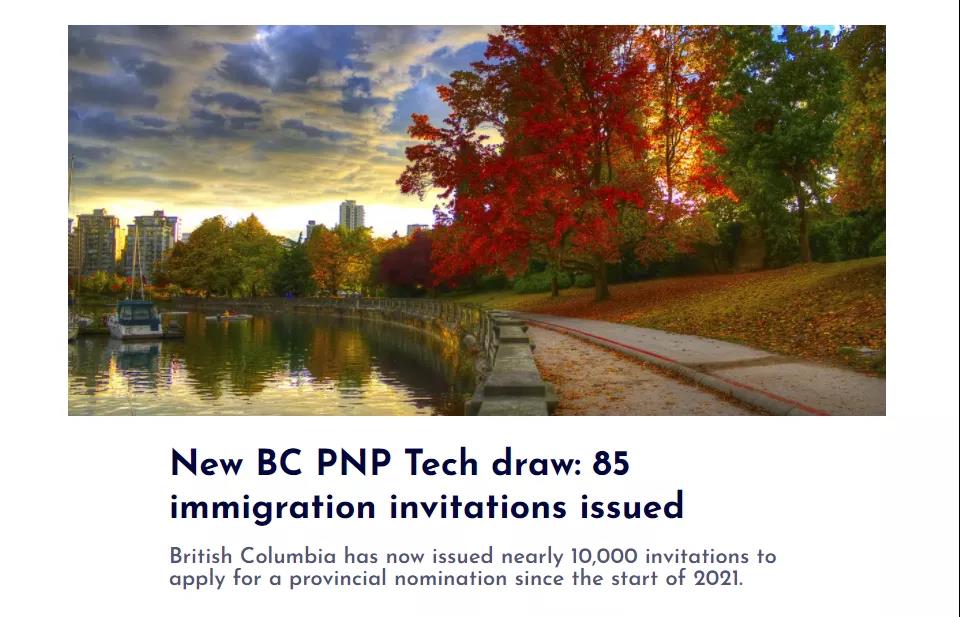 New BC PNP Tech draw: 85
immigration invitations issued
British Columbia has now issued nearly 10,000 invitations to
apply for a provincial nomination since the start of 2021.